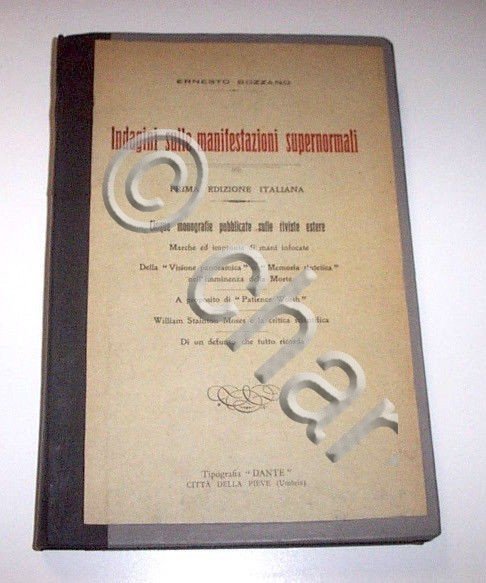 ERNESTO BOZZANO
Indagini sulle manifestazioni supernormali
PRIMA EDIZIONE ITALIANA
Cinque monografie pubblicate sulle riviste estere
Marche ed impronte di mani infocate
Della "Visione panoramica" o "Memoria sintetica"
nell'imminenza della Morte
A proposito di "Patience Worth"
William Stainton Moses e la critica scientifica
Di un defunto che tutto ricorda
Tipografia "DANTE"
CITTÀ DELLA PIEVE (Umbria)
© char.